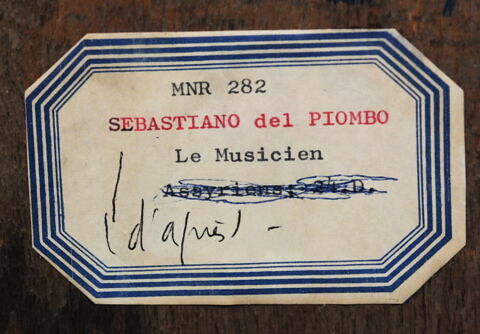 MNR 282
SEBASTIANO del PIOMBO
Le Musicien
(d'après) -